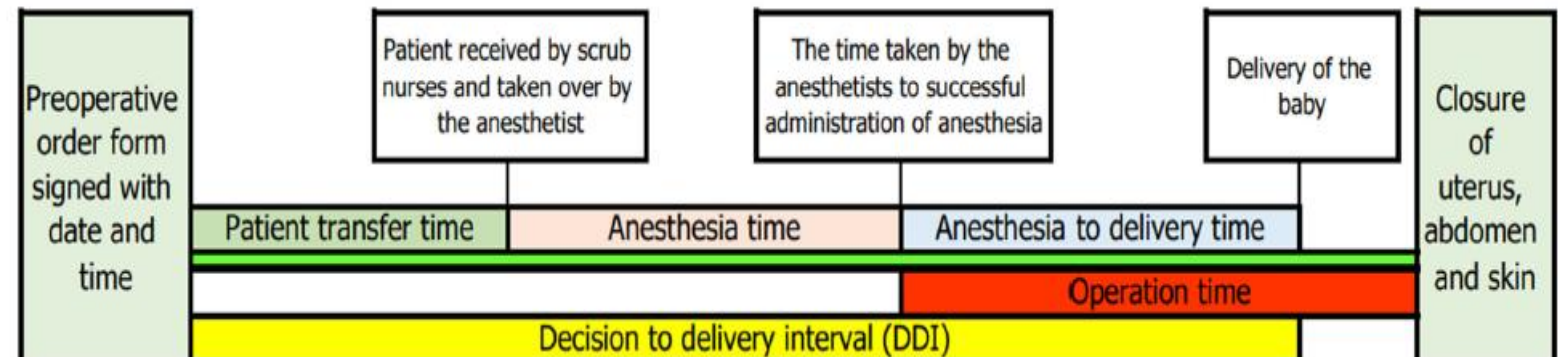 Preoperative
order form
signed with
date and
time
Patient received by scrub
nurses and taken over by
the anesthetist
The time taken by the
anesthetists to successful
administration of anesthesia
Delivery of the
baby
Closure
of
uterus,
abdomen
and skin
Patient transfer time
Anesthesia time
Anesthesia to delivery time
Operation time
Decision to delivery interval (DDI)